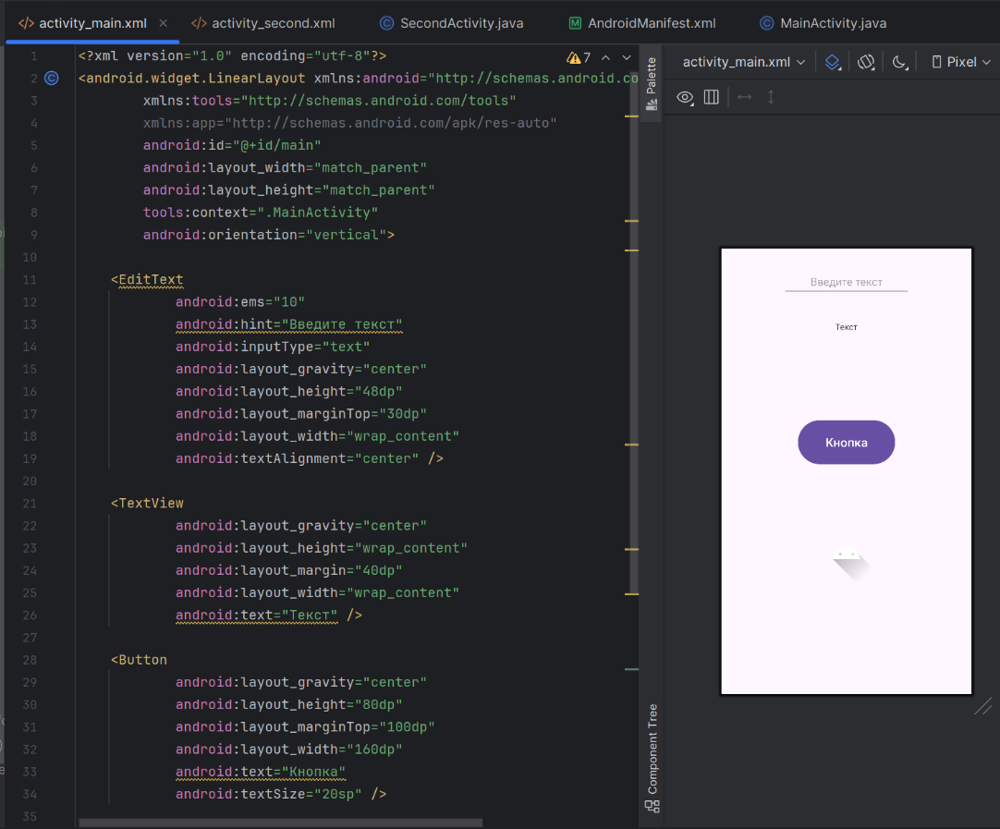 activity_main.xml
activity_second.xml
SecondActivity.java
AndroidManifest.xml
MainActivity.java
1 <?xml version="1.0" encoding="utf-8"?>
7
2 <android.widget.LinearLayout xmlns:android="http://schemas.android.co
3 xmlns:tools="http://schemas.android.com/tools"
4 xmlns:app="http://schemas.android.com/apk/res-auto"
5 android:id="@+id/main"
6 android:layout_width="match_parent"
7 android:layout_height="match_parent"
8 tools:context=".MainActivity"
9 android:orientation="vertical">
10
11 <EditText
12 android:ems="10"
13 android:hint="Введите текст"
14 android:inputType="text"
15 android:layout_gravity="center"
16 android:layout_height="48dp"
17 android:layout_marginTop="30dp"
18 android:layout_width="wrap_content"
19 android:textAlignment="center" />
20
21 <TextView
22 android:layout_gravity="center"
23 android:layout_height="wrap_content"
24 android:layout_margin="40dp"
25 android:layout_width="wrap_content"
26 android:text="Текст" />
27
28 <Button
29 android:layout_gravity="center"
30 android:layout_height="80dp"
31 android:layout_marginTop="100dp"
32 android:layout_width="160dp"
33 android:text="Кнопка"
34 android:textSize="20sp" />
35
Palette
Component Tree
activity_main.xml
Pixel
Введите текст
Текст
Кнопка